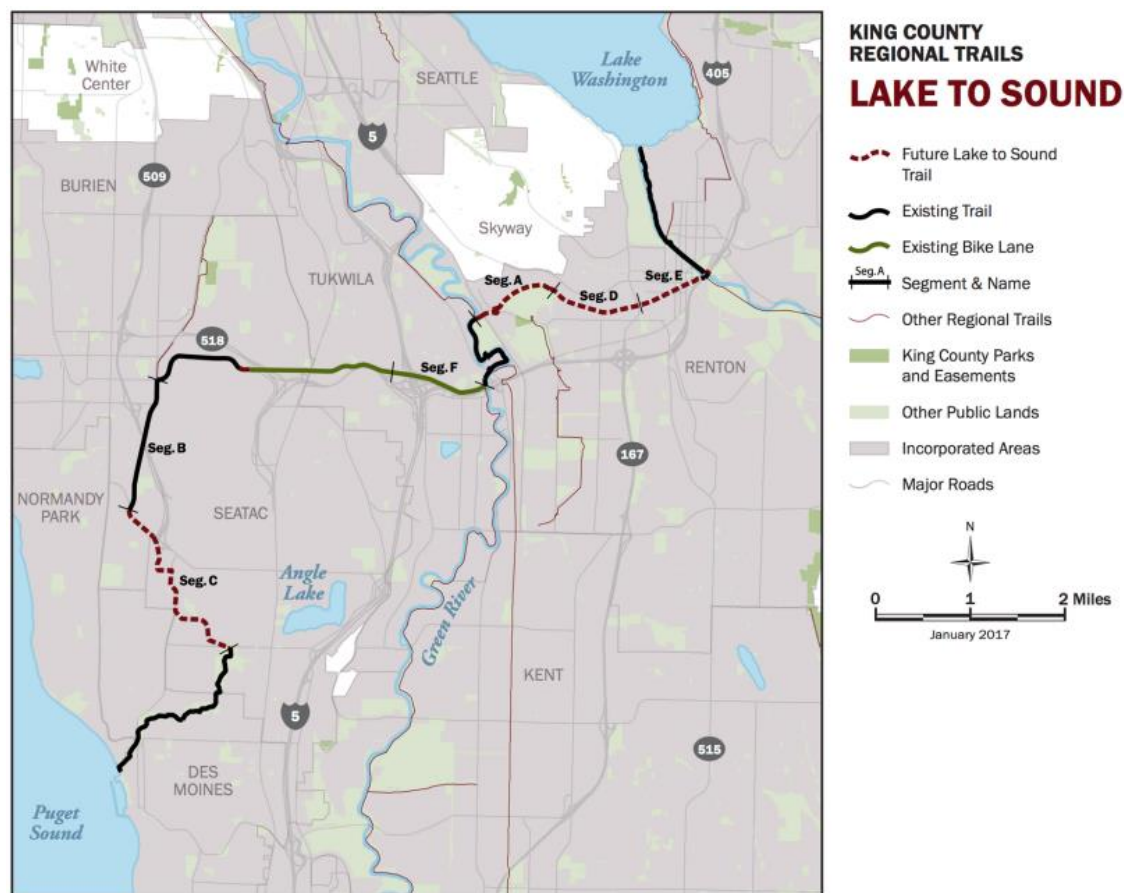 KING COUNTY
REGIONAL TRAILS
LAKE TO SOUND
Future Lake to Sound
Trail
Existing Trail
Existing Bike Lane
Seg. A
Segment & Name
Other Regional Trails
King County Parks
and Easements
Other Public Lands
Incorporated Areas
Major Roads
N
0 1 2 Miles
January 2017
White
Center
SEATTLE
Lake
Washington
405
5
BURIEN
509
Skyway
TUKWILA
Seg. A
Seg. E
Seg. D
518
Seg. F
RENTON
Seg. B
167
NORMANDY
PARK
SEATAC
Seg. C
Angle
Lake
Green River
KENT
5
515
DES
MOINES
Puget
Sound